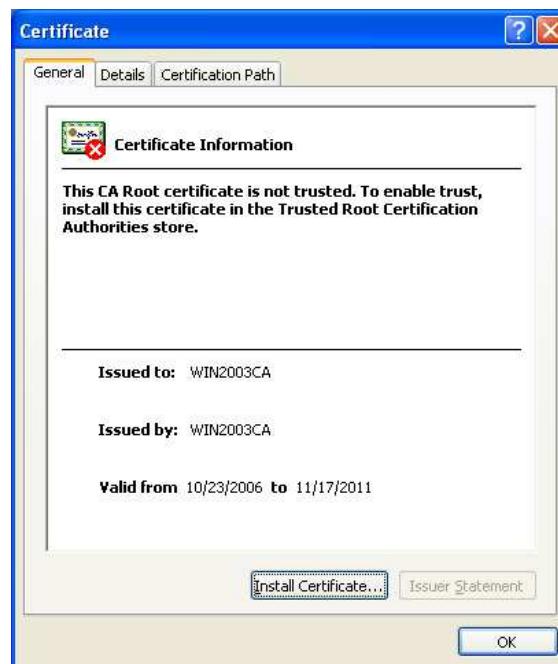 Certificate
General
Details
Certification Path
Certificate Information
This CA Root certificate is not trusted. To enable trust,
install this certificate in the Trusted Root Certification
Authorities store.
Issued to: WIN2003CA
Issued by: WIN2003CA
Valid from 10/23/2006 to 11/17/2011
Install Certificate...
Issuer Statement
OK